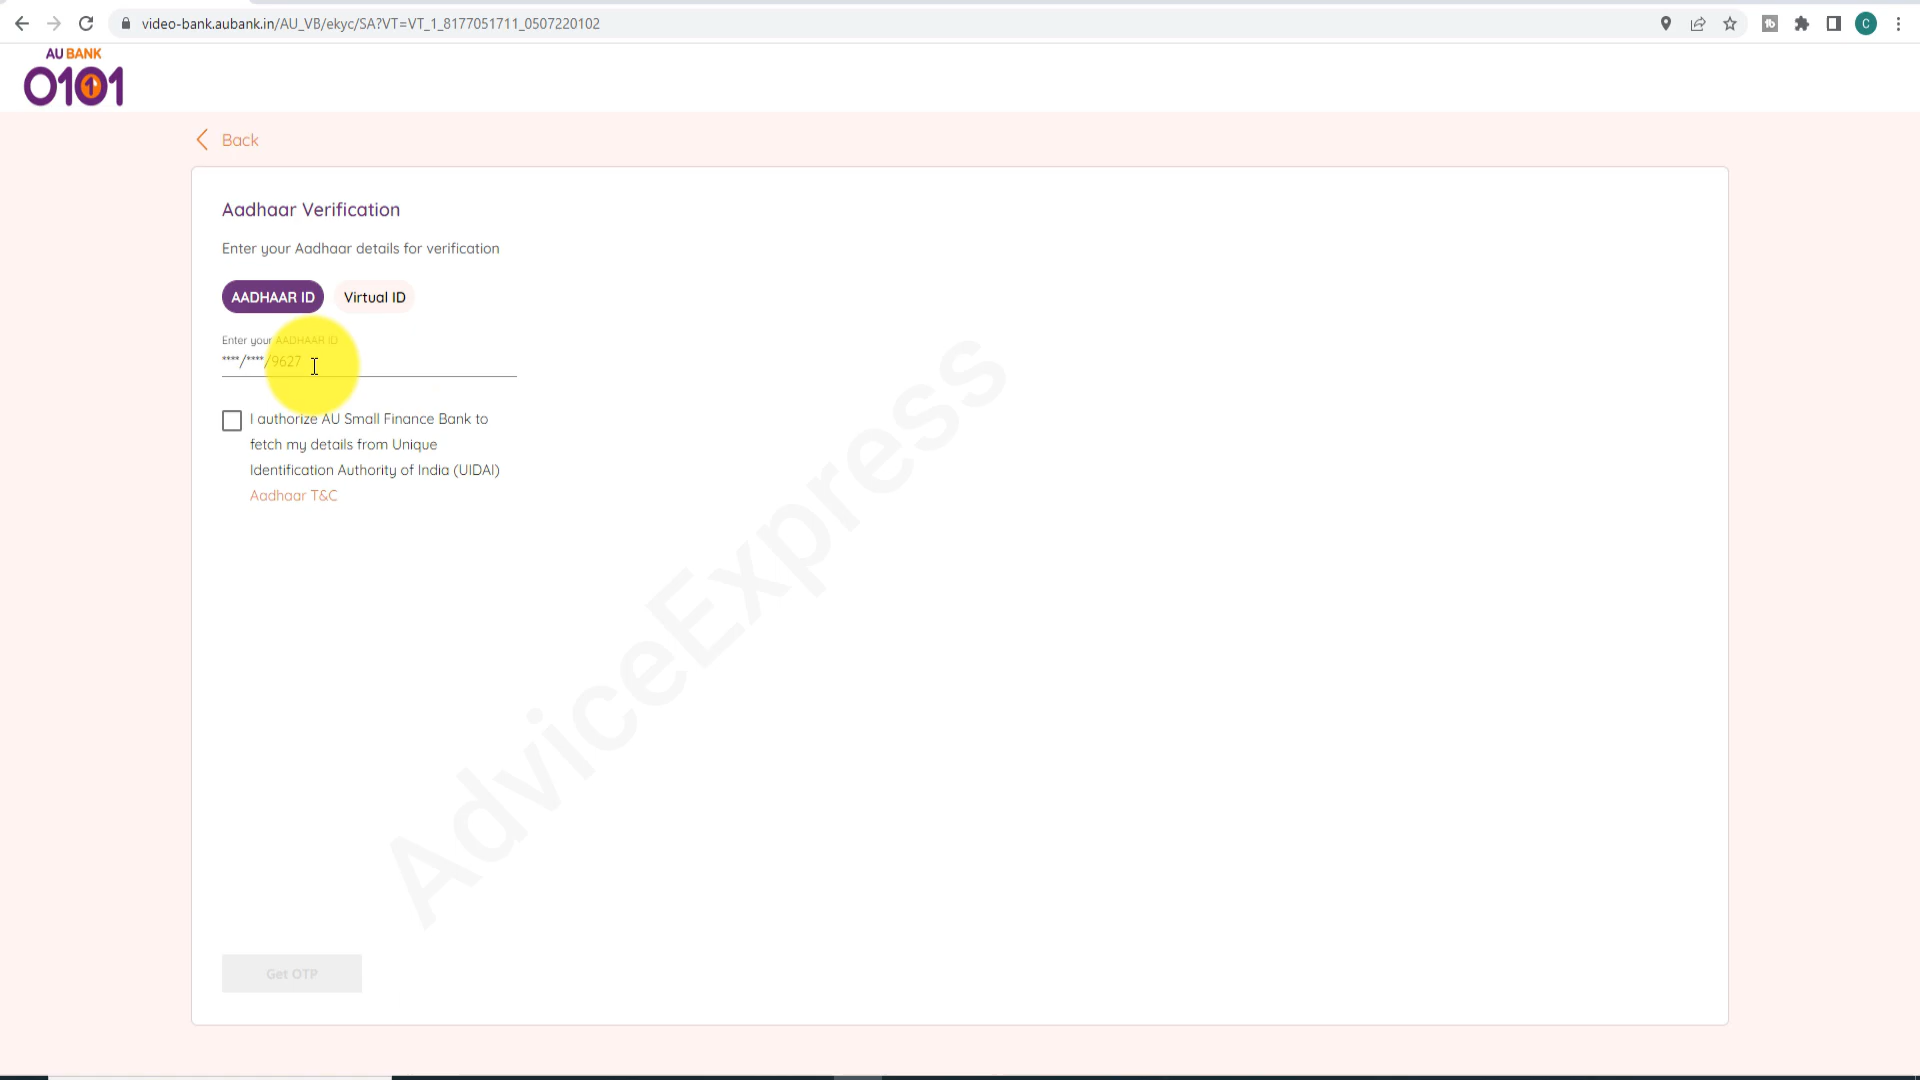 video-bank.aubank.in/AU_VB/ekyc/SA?VT=VT_1_8177051711_0507220102
C
AU BANK
0101
Back
Aadhaar Verification
Enter your Aadhaar details for verification
AADHAAR ID
Virtual ID
Enter your AADHAAR ID
****/****/9627
I authorize AU Small Finance Bank to
fetch my details from Unique
Identification Authority of India (UIDAI)
Aadhaar T&C
AdviceExpress
Get OTP